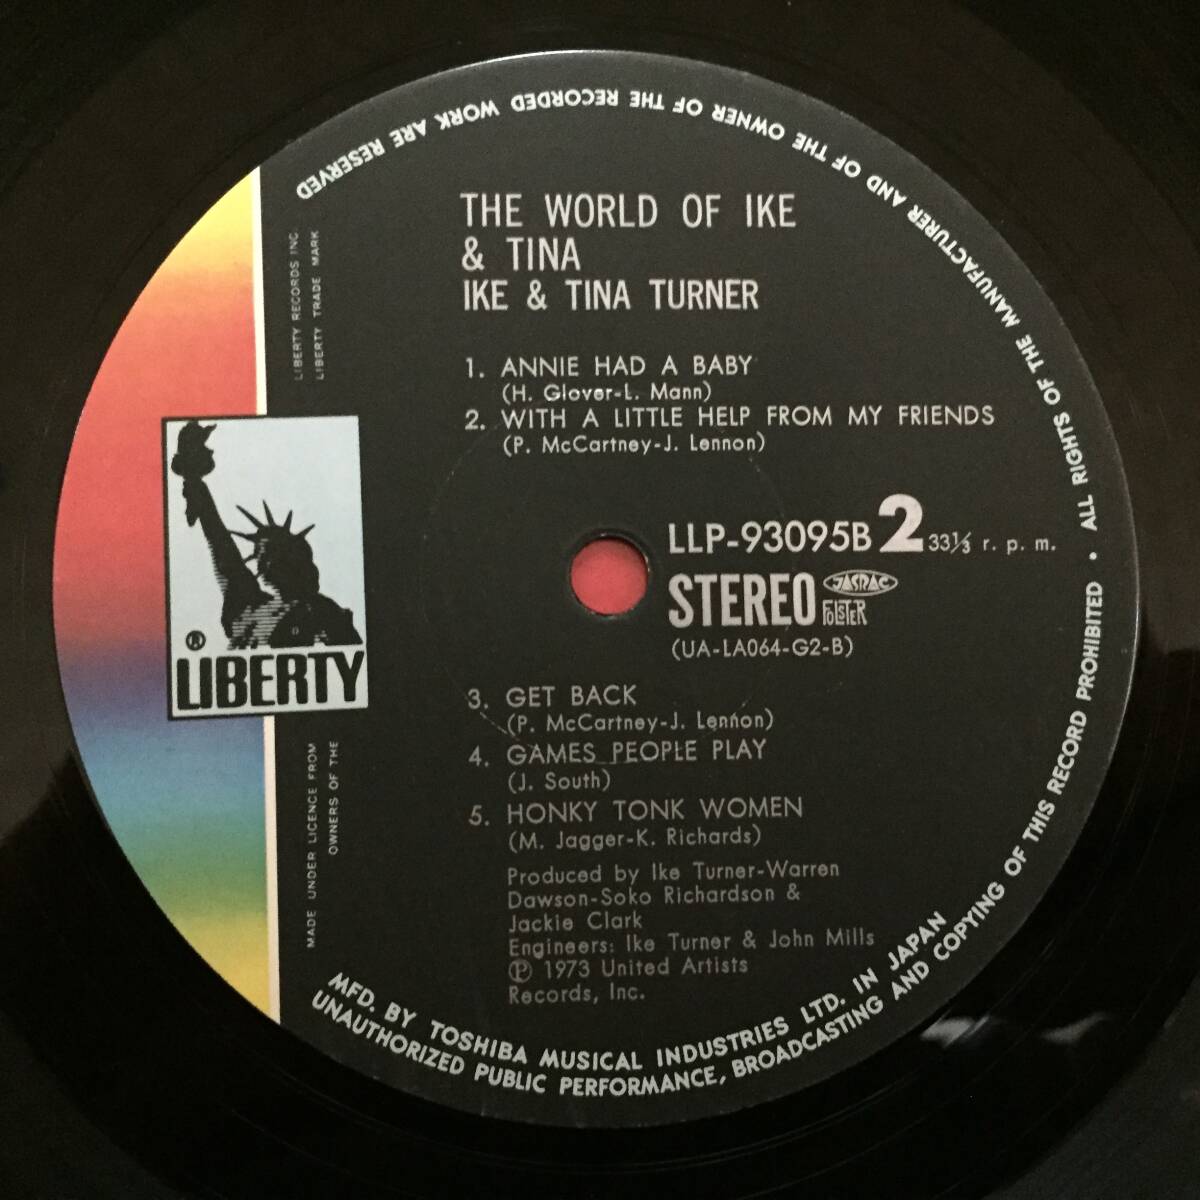 THE WORLD OF IKE
& TINA
IKE & TINA TURNER
1. ANNIE HAD A BABY
(H. Glover-L. Mann)
2. WITH A LITTLE HELP FROM MY FRIENDS
(P. McCartney-J. Lennon)
LLP-93095B 2 33⅓ r. p. m.
STEREO JASRAC
FOLSTER
(UA-LA064-G2-B)
3. GET BACK
(P. McCartney-J. Lennon)
4. GAMES PEOPLE PLAY
(J. South)
5. HONKY TONK WOMEN
(M. Jagger-K. Richards)
Produced by Ike Turner-Warren
Dawson-Soko Richardson &
Jackie Clark
Engineers: Ike Turner & John Mills
Ⓟ 1973 United Artists
Records, Inc.
®
LIBERTY
LIBERTY RECORDS INC.
LIBERTY TRADE MARK
MADE UNDER LICENCE FROM
OWNERS OF THE
MFD. BY TOSHIBA MUSICAL INDUSTRIES LTD. IN JAPAN
UNAUTHORIZED PUBLIC PERFORMANCE, BROADCASTING AND COPYING OF THIS RECORD PROHIBITED • ALL RIGHTS OF THE MANUFACTURER AND OF THE OWNER OF THE RECORDED WORK ARE RESERVED